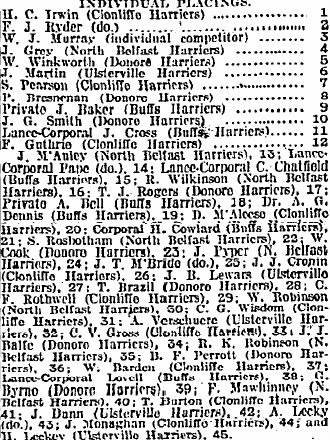 INDIVIDUAL PLACINGS.
H. C. Irwin (Clonliffe Harriers) .............. 1
F. J. Ryder (do.) .............. 2
W. J. Murray (individual competitor) ....... 3
J. Grey (North Belfast Harriers) ............ 4
W. Winkworth (Donore Harriers) ............ 5
J. Martin (Ulsterville Harriers) ............ 6
S. Pearson (Clonliffe Harriers) ............ 7
P. Bresnenan (Donore Harriers) ............ 8
Private J. Baker (Buffs Harriers) ............ 9
J. G. Smith (Donore Harriers) ............ 10
Lance-Corporal J. Cross (Buffs Harriers)..... 11
F. Guthrie (Clonliffe Harriers) ............ 12
J. M'Auley (North Belfast Harriers), 13; Lance-
Corporal Pape (do.), 14; Lance-Corporal C. Chatfield
(Buffs Harriers), 15; R. Wilkinson (North Belfast
Harriers), 16; T. J. Rogers (Donore Harriers), 17;
Private A. Bell (Buffs Harriers), 18; Dr. A. G.
Dennis (Buffs Harriers), 19; D. M'Aleese (Clonliffe
Harriers), 20; Corporal H. Cowlard (Buffs Harriers),
21; S. Rosbotham (North Belfast Harriers), 22; W.
Cook (Donore Harriers), 23; J. Pyper (N. Belfast
Harriers), 24; J. T. M'Bride (do.), 25; J. J. Cronin
(Clonliffe Harriers), 26; J. B. Lewars (Ulsterville
Harriers), 27; T. Brazil (Donore Harriers), 28; C.
F. Rothwell (Clonliffe Harriers), 29; W. Robinson
(North Belfast Harriers), 30; C. G. Wisdom (Clon-
liffe Harriers), 31; A. Verschuere (Ulsterville Har-
riers), 32; C. V. Gross (Clonliffe Harriers), 33; J. J.
Balfe (Donore Harriers), 34; R. K. Robinson (N.
Belfast Harriers), 35; B. F. Perrott (Donore Har-
riers), 36; W. Barden (Clonliffe Harriers), 37;
Lance-Corporal Lovell (Buffs Harriers), 38; G.
Byrne (Donore Harriers), 39; F. Mawhinney (N.
Belfast Harriers), 40; T. Burton (Clonliffe Harriers),
41; J. Dunn (Ulsterville Harriers), 42; A. Lecky
(do.), 43; J. Monaghan (Clonliffe Harriers), 44; and
H. Leckey (Ulsterville Harriers), 45.